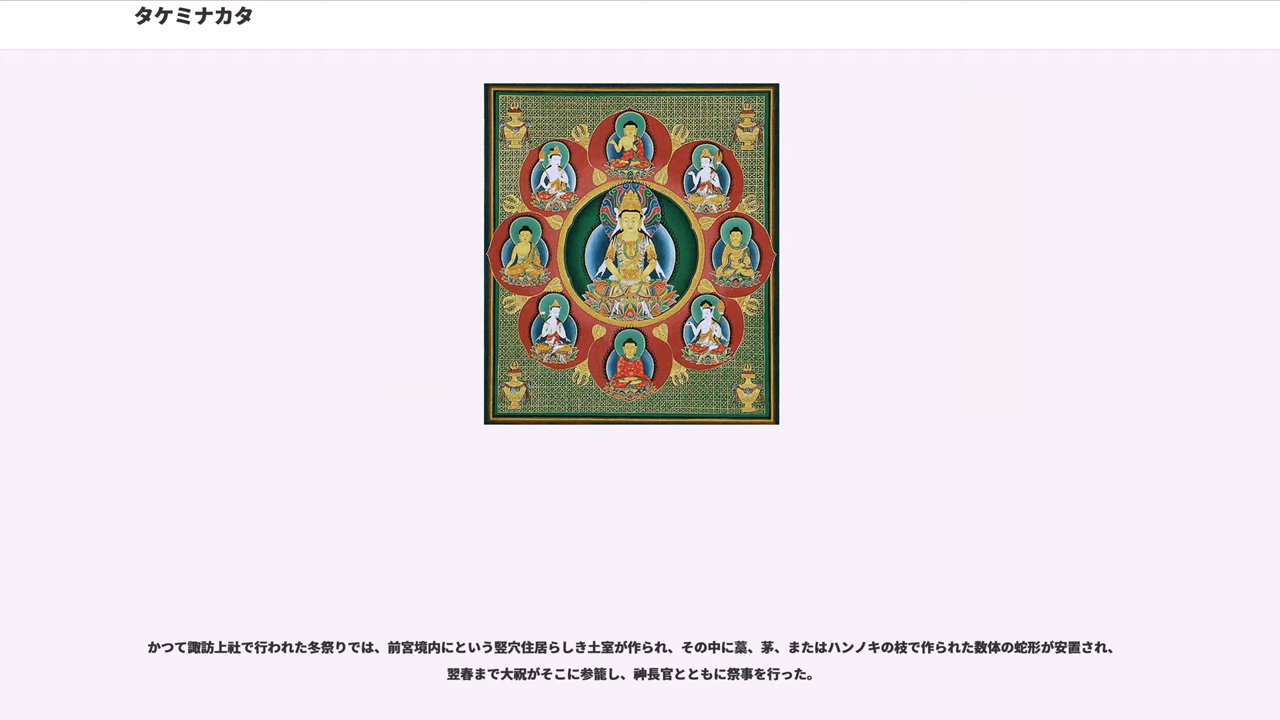 タケミナカタ
かつて諏訪上社で行われた冬祭りでは、前宮境内にという竪穴住居らしき土室が作られ、その中に藁、茅、またはハンノキの枝で作られた数体の蛇形が安置され、
翌春まで大祝がそこに参籠し、神長官とともに祭事を行った。